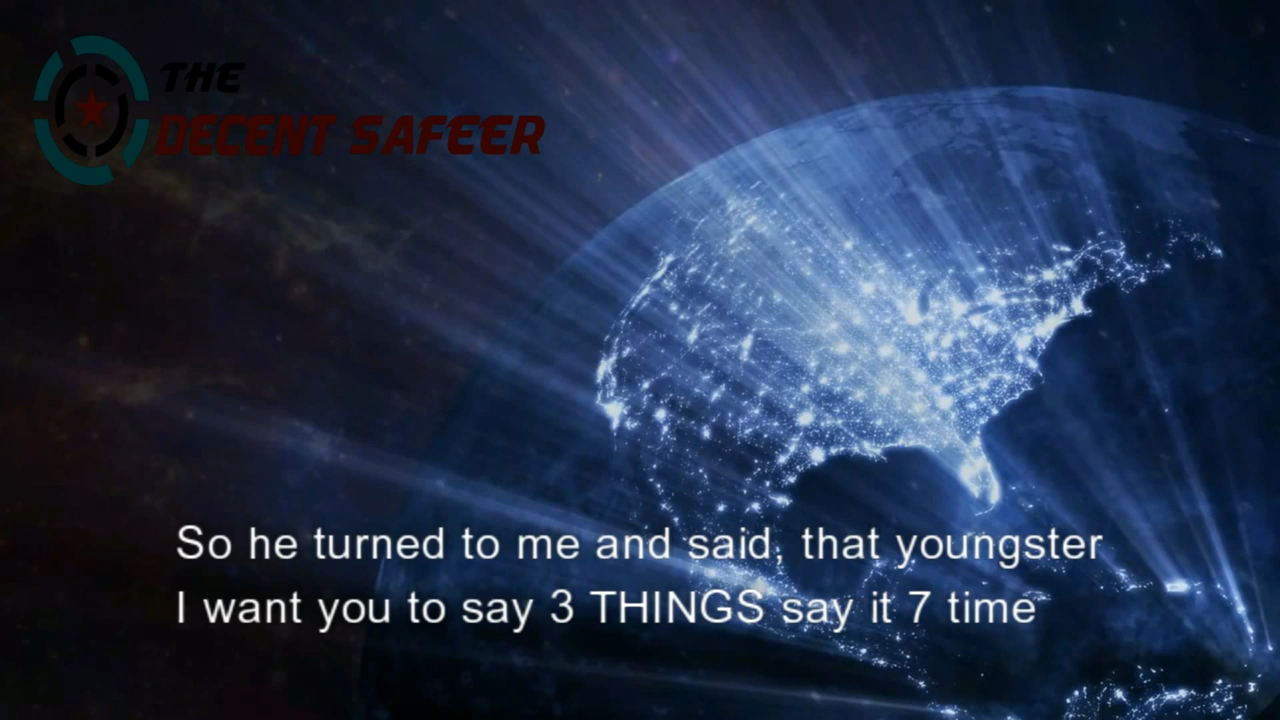 THE
DECENT SAFEER
So he turned to me and said, that youngster
I want you to say 3 THINGS say it 7 time